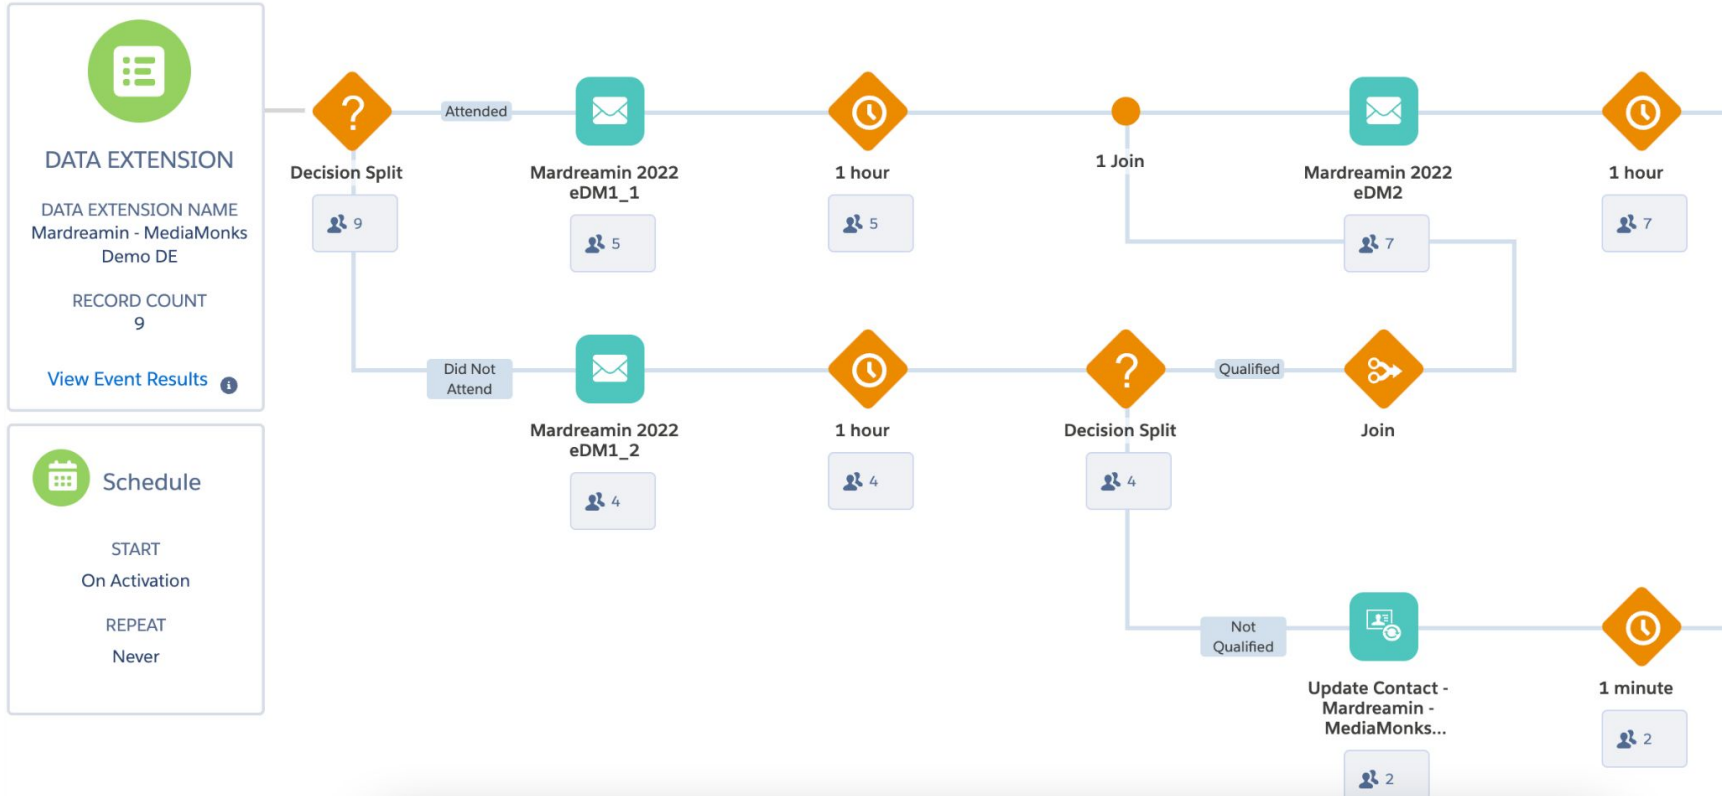 DATA EXTENSION
DATA EXTENSION NAME
Mardreamin - MediaMonks
Demo DE
RECORD COUNT
9
View Event Results
Schedule
START
On Activation
REPEAT
Never
?
Decision Split
9
Attended
Mardreamin 2022
eDM1_1
5
1 hour
5
1 Join
Mardreamin 2022
eDM2
7
1 hour
7
Did Not
Attend
Mardreamin 2022
eDM1_2
4
1 hour
4
?
Decision Split
4
Qualified
Join
Not
Qualified
Update Contact -
Mardreamin -
MediaMonks...
2
1 minute
2